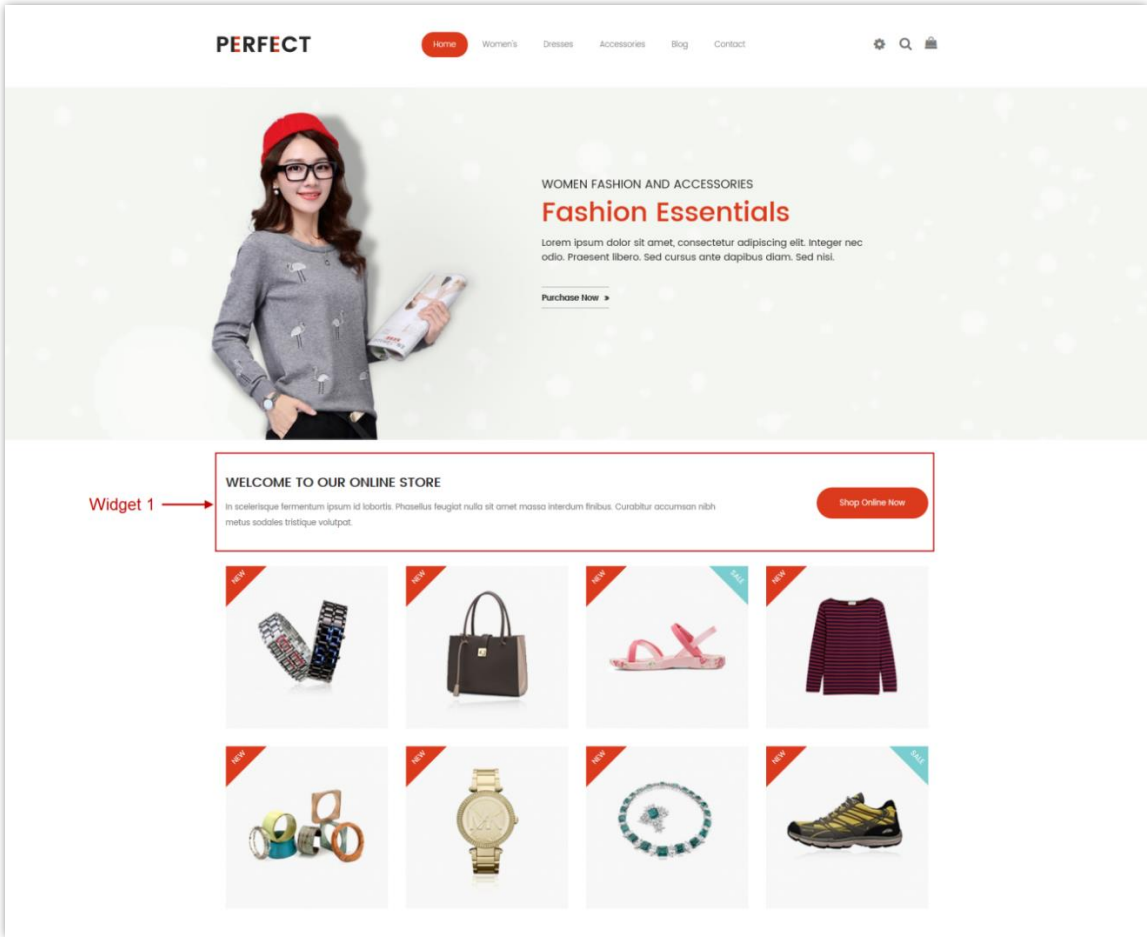 PERFECT
Home Women's Dresses Accessories Blog Contact
WOMEN FASHION AND ACCESSORIES
Fashion Essentials
Lorem ipsum dolor sit amet, consectetur adipiscing elit. Integer nec
odio. Praesent libero. Sed cursus ante dapibus diam. Sed nisi.
Purchase Now »
WELCOME TO OUR ONLINE STORE
Widget 1
In scelerisque fermentum ipsum id lobortis. Phasellus feugiat nulla sit amet massa interdum finibus. Curabitur accumsan nibh
metus sodales tristique volutpat.
Shop Online Now
NEW NEW NEW SALE NEW
NEW NEW MK NEW NEW SALE